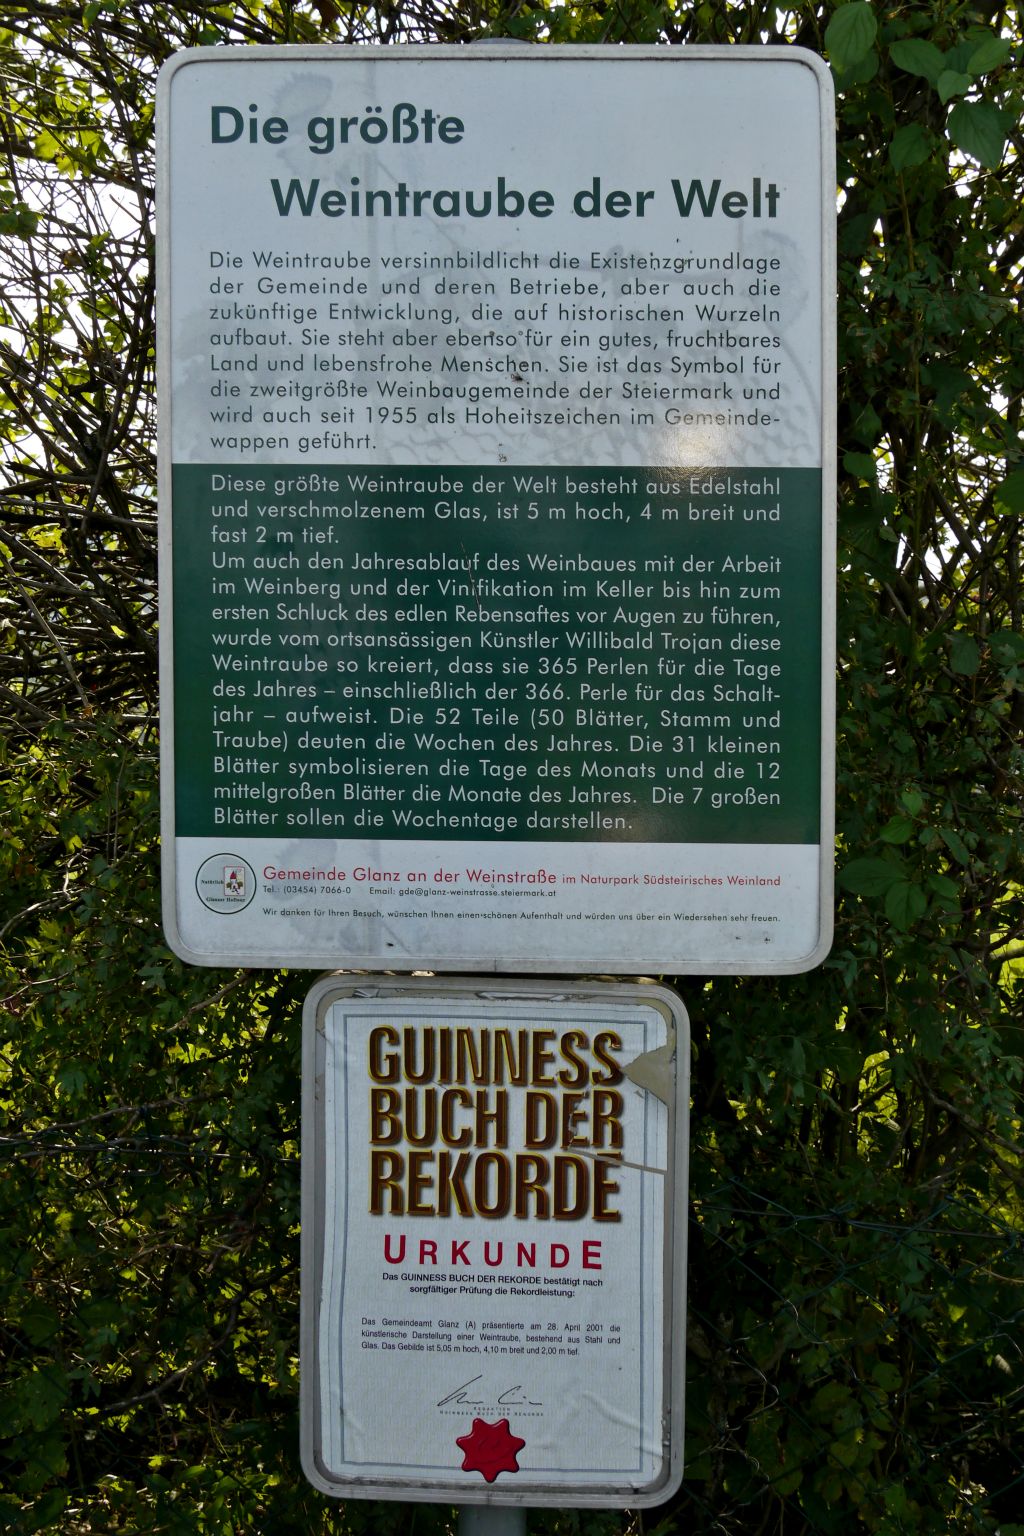 Die größte
Weintraube der Welt
Die Weintraube versinnbildlicht die Existenzgrundlage
der Gemeinde und deren Betriebe, aber auch die
zukünftige Entwicklung, die auf historischen Wurzeln
aufbaut. Sie steht aber ebenso für ein gutes, fruchtbares
Land und lebensfrohe Menschen. Sie ist das Symbol für
die zweitgrößte Weinbaugemeinde der Steiermark und
wird auch seit 1955 als Hoheitszeichen im Gemeinde-
wappen geführt.
Diese größte Weintraube der Welt besteht aus Edelstahl
und verschmolzenem Glas, ist 5 m hoch, 4 m breit und
fast 2 m tief.
Um auch den Jahresablauf des Weinbaues mit der Arbeit
im Weinberg und der Vinifikation im Keller bis hin zum
ersten Schluck des edlen Rebensaftes vor Augen zu führen,
wurde vom ortsansässigen Künstler Willibald Trojan diese
Weintraube so kreiert, dass sie 365 Perlen für die Tage
des Jahres – einschließlich der 366. Perle für das Schalt-
jahr – aufweist. Die 52 Teile (50 Blätter, Stamm und
Traube) deuten die Wochen des Jahres. Die 31 kleinen
Blätter symbolisieren die Tage des Monats und die 12
mittelgroßen Blätter die Monate des Jahres. Die 7 großen
Blätter sollen die Wochentage darstellen.
Natürlich
Gemeinde Glanz an der Weinstraße im Naturpark Südsteirisches Weinland
Tel.: (03454) 7066-0 Email: gde@glanz-weinstrasse.steiermark.at
Wir danken für Ihren Besuch, wünschen Ihnen einen schönen Aufenthalt und würden uns über ein Wiedersehen sehr freuen.
GUINNESS
BUCH DER
REKORDE
URKUNDE
Das GUINNESS BUCH DER REKORDE bestätigt nach
sorgfältiger Prüfung die Rekordleistung:
Das Gemeindeamt Glanz (A) präsentierte am 28. April 2001 die
künstlerische Darstellung einer Weintraube, bestehend aus Stahl und
Glas. Das Gebilde ist 5,05 m hoch, 4,10 m breit und 2,00 m tief.
REDAKTION
GUINNESS BUCH DER REKORDE